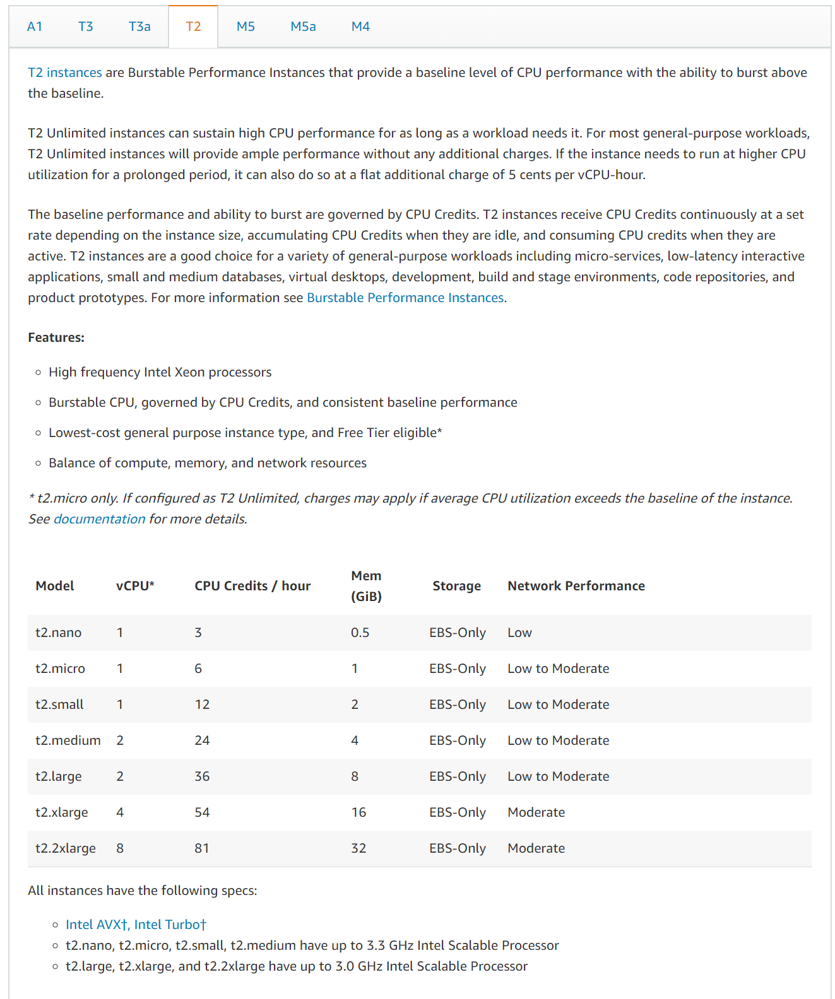 A1 T3 T3a T2 M5 M5a M4
T2 instances are Burstable Performance Instances that provide a baseline level of CPU performance with the ability to burst above
the baseline.
T2 Unlimited instances can sustain high CPU performance for as long as a workload needs it. For most general-purpose workloads,
T2 Unlimited instances will provide ample performance without any additional charges. If the instance needs to run at higher CPU
utilization for a prolonged period, it can also do so at a flat additional charge of 5 cents per vCPU-hour.
The baseline performance and ability to burst are governed by CPU Credits. T2 instances receive CPU Credits continuously at a set
rate depending on the instance size, accumulating CPU Credits when they are idle, and consuming CPU credits when they are
active. T2 instances are a good choice for a variety of general-purpose workloads including micro-services, low-latency interactive
applications, small and medium databases, virtual desktops, development, build and stage environments, code repositories, and
product prototypes. For more information see Burstable Performance Instances.
Features:
High frequency Intel Xeon processors
Burstable CPU, governed by CPU Credits, and consistent baseline performance
Lowest-cost general purpose instance type, and Free Tier eligible*
Balance of compute, memory, and network resources
* t2.micro only. If configured as T2 Unlimited, charges may apply if average CPU utilization exceeds the baseline of the instance.
See documentation for more details.
Model vCPU* CPU Credits / hour Mem (GiB) Storage Network Performance
t2.nano 1 3 0.5 EBS-Only Low
t2.micro 1 6 1 EBS-Only Low to Moderate
t2.small 1 12 2 EBS-Only Low to Moderate
t2.medium 2 24 4 EBS-Only Low to Moderate
t2.large 2 36 8 EBS-Only Low to Moderate
t2.xlarge 4 54 16 EBS-Only Moderate
t2.2xlarge 8 81 32 EBS-Only Moderate
All instances have the following specs:
Intel AVX†, Intel Turbo†
t2.nano, t2.micro, t2.small, t2.medium have up to 3.3 GHz Intel Scalable Processor
t2.large, t2.xlarge, and t2.2xlarge have up to 3.0 GHz Intel Scalable Processor